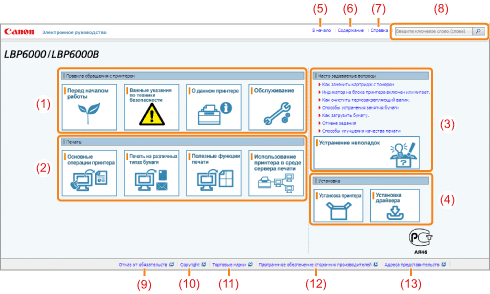 (5) (6) (7) (8)
Canon Электронное руководство В начало Содержание Справка Введите ключевое слово (слова)
LBP6000/LBP6000B
Правила обращения с принтером
Перед началом работы
Важные указания по технике безопасности
О данном принтере
Обслуживание
(1)
Печать
Основные операции принтера
Печать на различных типах бумаги
Полезные функции печати
Использование принтера в среде сервера печати
(2)
Часто задаваемые вопросы
Как заменить картридж с тонером
Индикатор на блоке принтера включен или мигает.
Как очистить термозакрепляющий валик.
Способы устранения замятия бумаги
Как загрузить бумагу.
Отмена задания
Способы улучшения качества печати
Устранение неполадок
(3)
Установка
Установка принтера
Установка драйвера
(4)
АЯ46
Отказ от обязательств Copyright Торговые марки Программное обеспечение сторонних производителей Адреса представительств
(9) (10) (11) (12) (13)